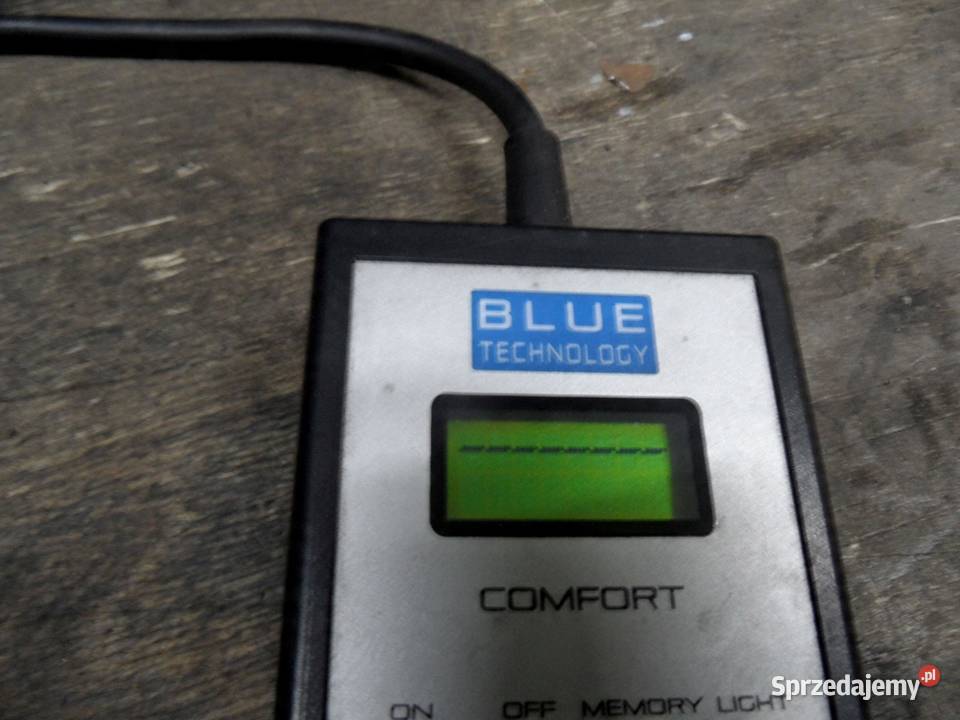 BLUE
TECHNOLOGY
COMFORT
ON OFF MEMORY LIGHT
Sprzedajemy.pl